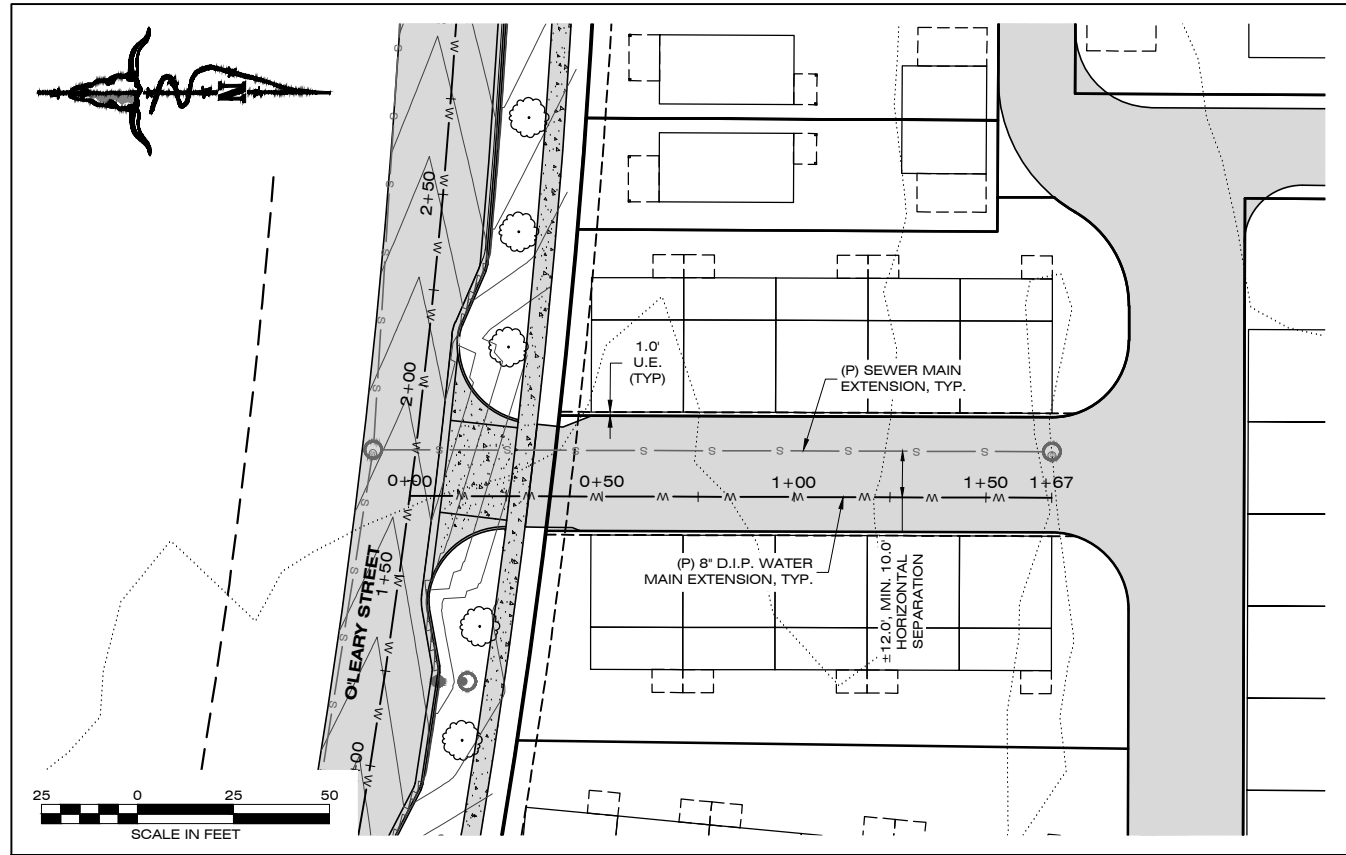 N
2+50
2+00
1+50
+00
O'LEARY STREET
1.0'
U.E.
(TYP)
(P) SEWER MAIN
EXTENSION, TYP.
0+00
0+50
1+00
1+50
1+67
(P) 8" D.I.P. WATER
MAIN EXTENSION, TYP.
±12.0', MIN. 10.0'
HORIZONTAL
SEPARATION
S S S S S S S S S
W W W W W W W W W
25 0 25 50
SCALE IN FEET